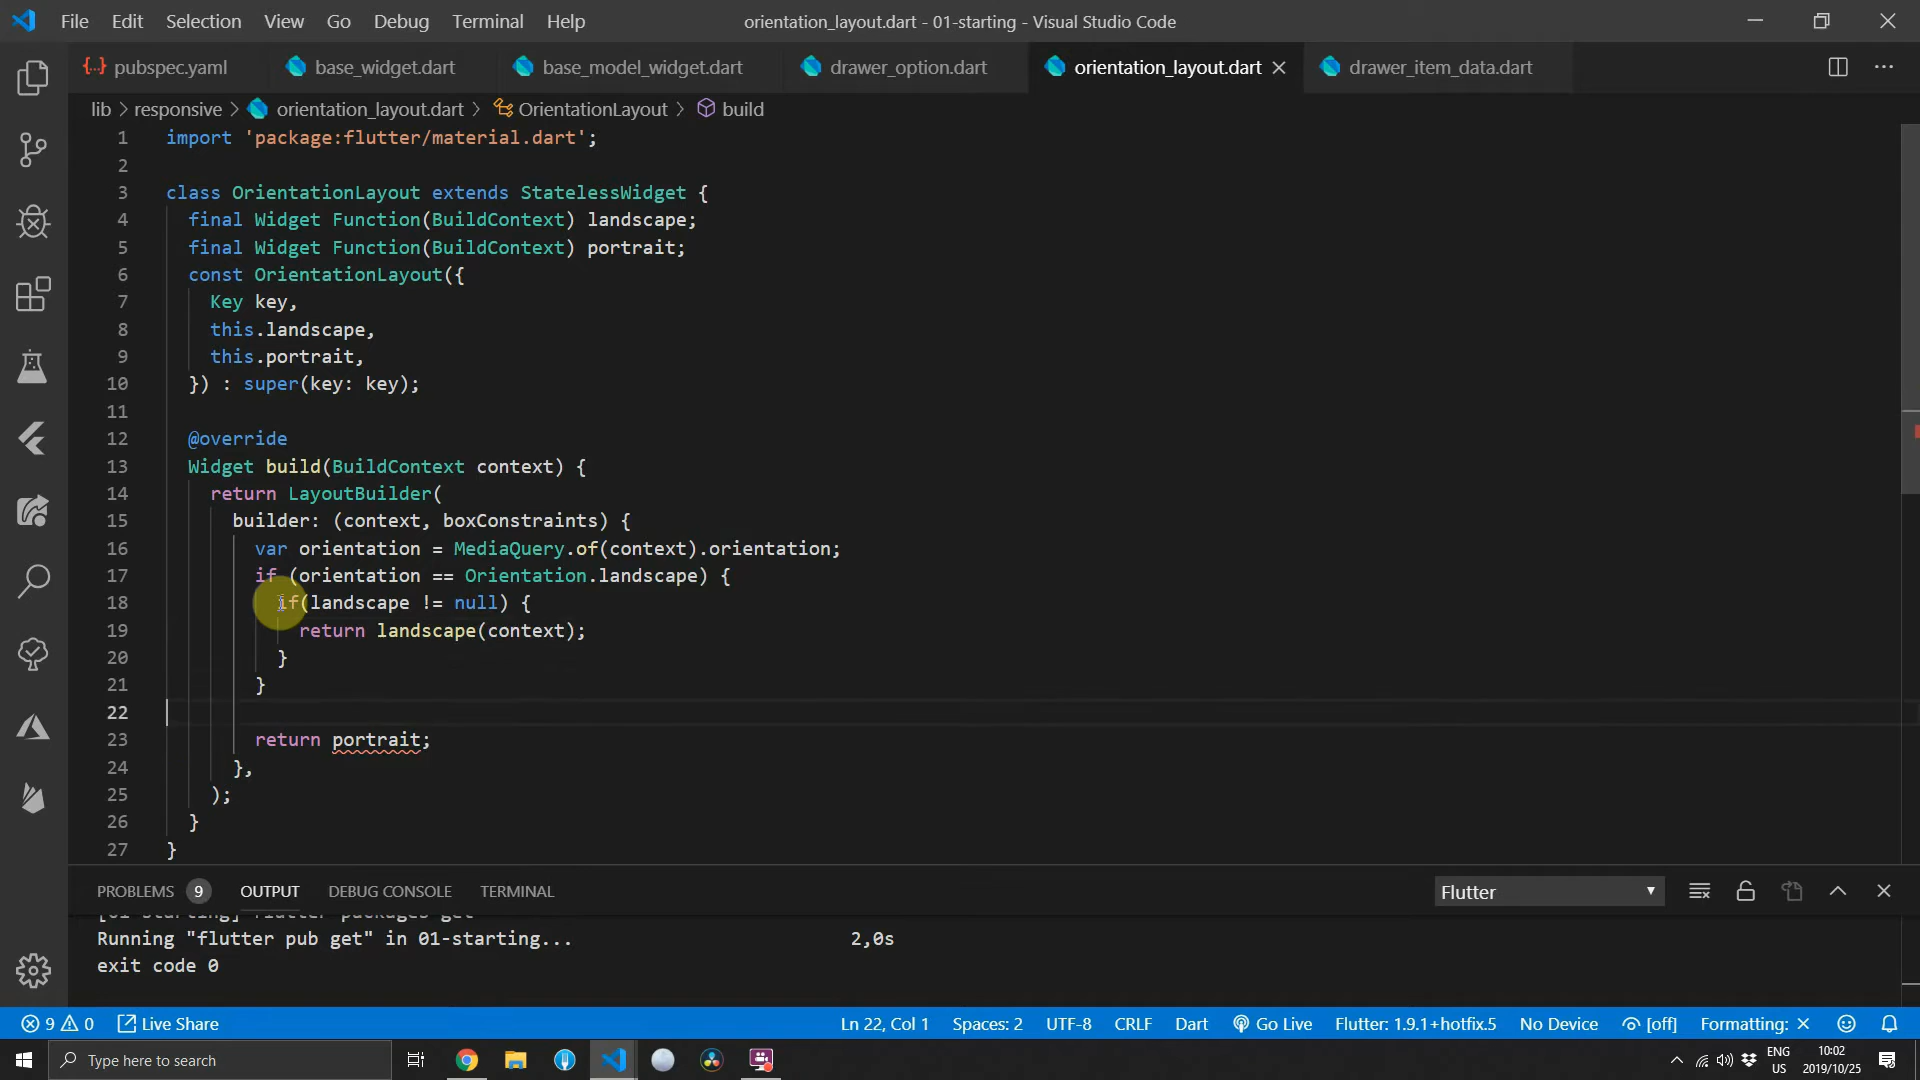 File Edit Selection View Go Debug Terminal Help
orientation_layout.dart - 01-starting - Visual Studio Code
pubspec.yaml base_widget.dart base_model_widget.dart drawer_option.dart orientation_layout.dart drawer_item_data.dart
lib > responsive > orientation_layout.dart > OrientationLayout > build
1 import 'package:flutter/material.dart';
2
3 class OrientationLayout extends StatelessWidget {
4 final Widget Function(BuildContext) landscape;
5 final Widget Function(BuildContext) portrait;
6 const OrientationLayout({
7 Key key,
8 this.landscape,
9 this.portrait,
10 }) : super(key: key);
11
12 @override
13 Widget build(BuildContext context) {
14 return LayoutBuilder(
15 builder: (context, boxConstraints) {
16 var orientation = MediaQuery.of(context).orientation;
17 if (orientation == Orientation.landscape) {
18 if(landscape != null) {
19 return landscape(context);
20 }
21 }
22
23 return portrait;
24 },
25 );
26 }
27 }
PROBLEMS 9 OUTPUT DEBUG CONSOLE TERMINAL Flutter
[01-starting] flutter packages get
Running "flutter pub get" in 01-starting... 2,0s
exit code 0
9 0 Live Share Ln 22, Col 1 Spaces: 2 UTF-8 CRLF Dart Go Live Flutter: 1.9.1+hotfix.5 No Device [off] Formatting: ×
Type here to search
ENG
US
10:02
2019/10/25